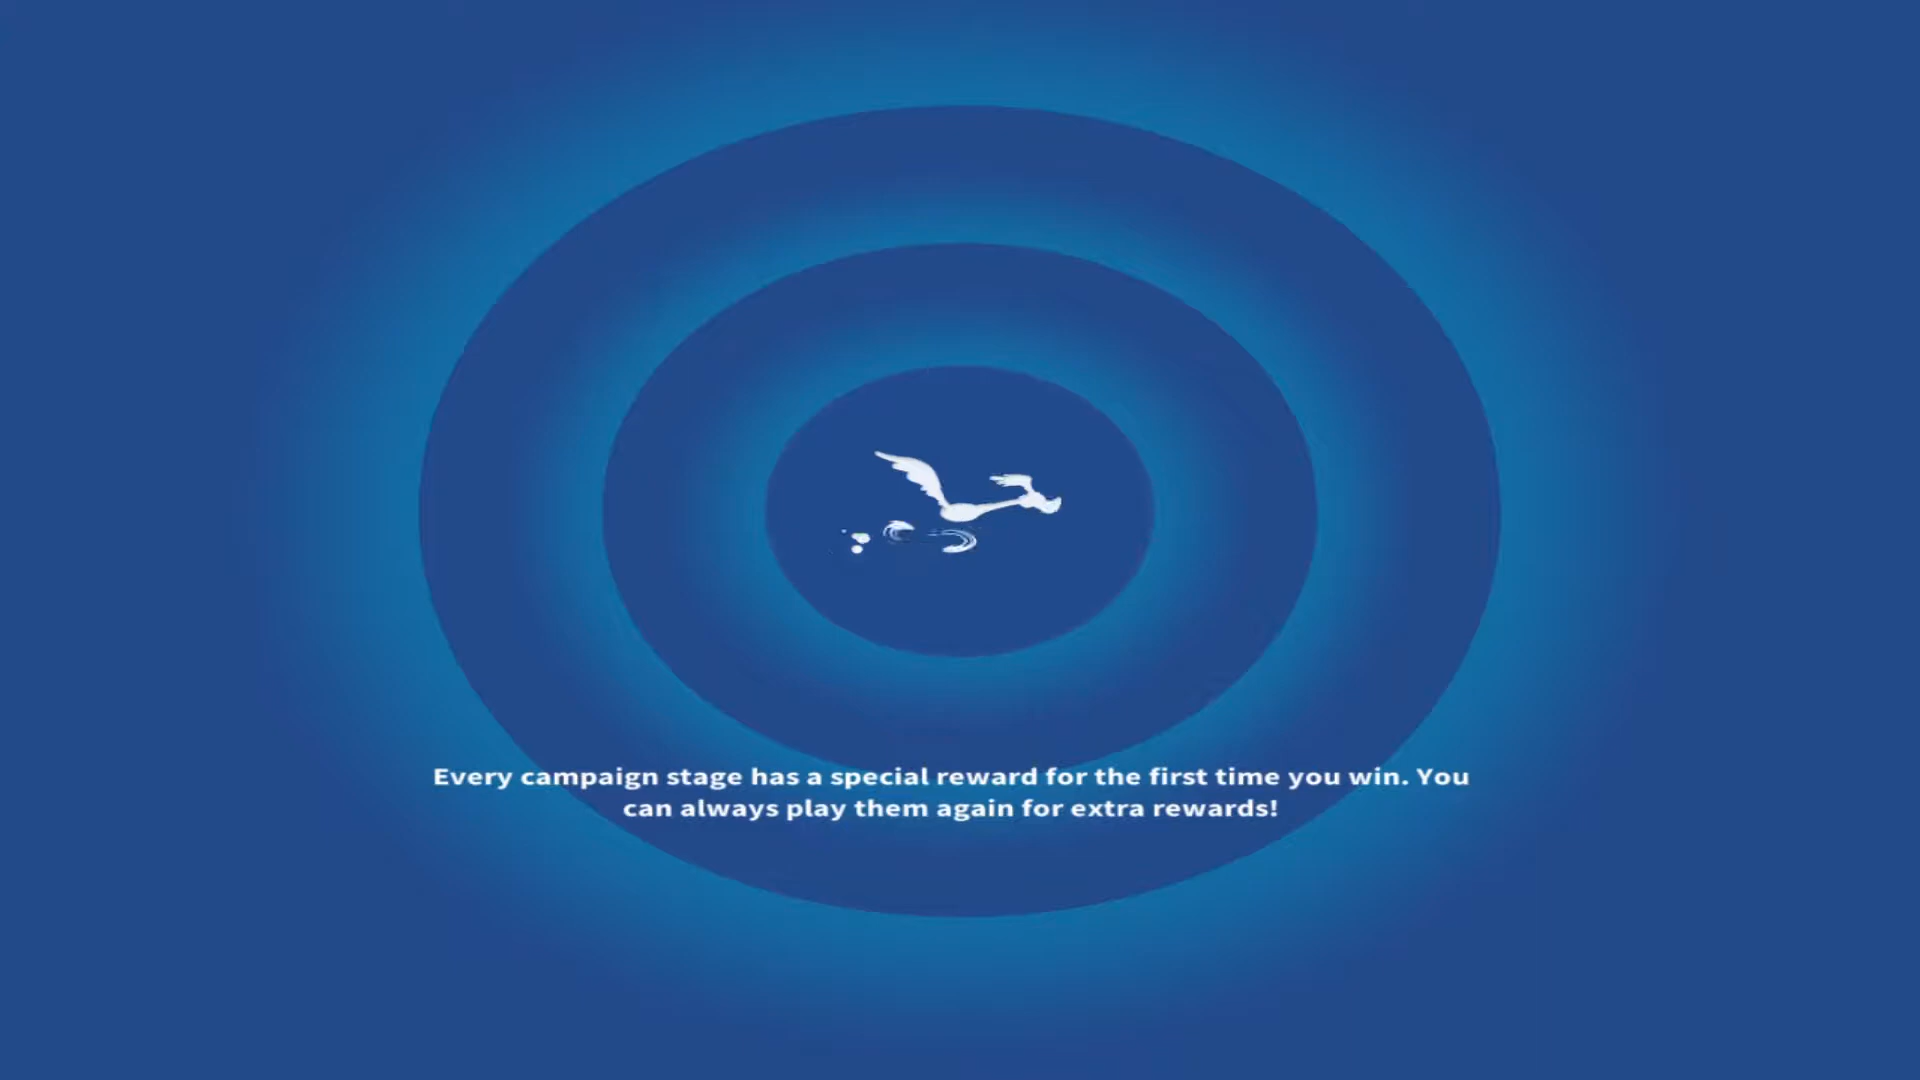 Every campaign stage has a special reward for the first time you win. You
can always play them again for extra rewards!